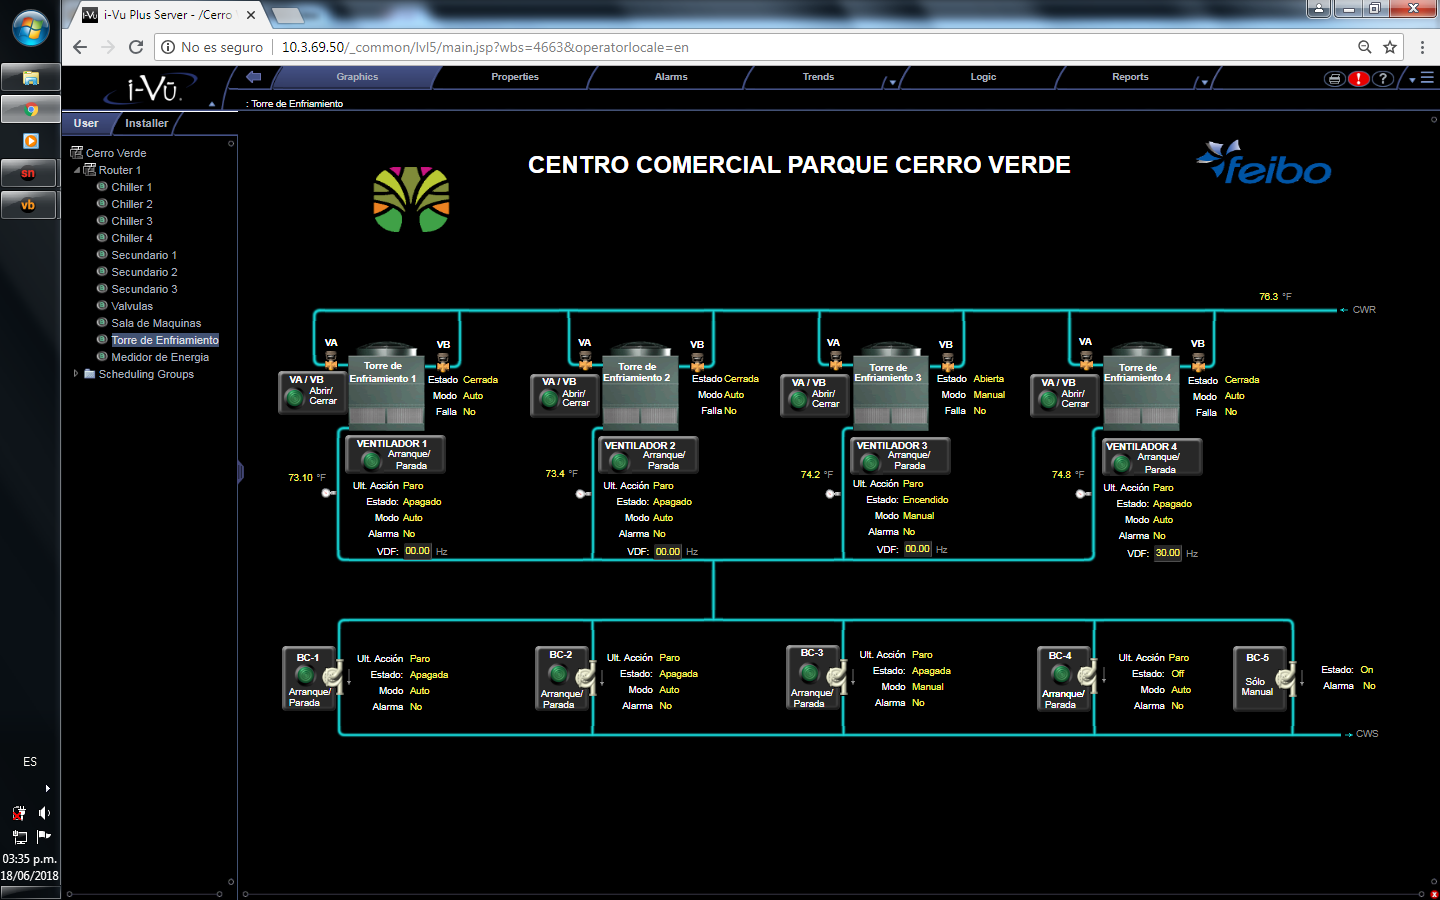 i-Vu Plus Server - /Cerro
No es seguro
10.3.69.50/_common/lvl5/main.jsp?wbs=4663&operatorlocale=en
i-Vu.
Graphics
Properties
Alarms
Trends
Logic
Reports
: Torre de Enfriamiento
User
Installer
Cerro Verde
Router 1
Chiller 1
Chiller 2
Chiller 3
Chiller 4
Secundario 1
Secundario 2
Secundario 3
Valvulas
Sala de Maquinas
Torre de Enfriamiento
Medidor de Energia
Scheduling Groups
CENTRO COMERCIAL PARQUE CERRO VERDE
feibo
76.3 °F
CWR
VA
VB
Torre de
Enfriamiento 1
VA / VB
Abrir/
Cerrar
Estado Cerrada
Modo Auto
Falla No
VENTILADOR 1
Arranque/
Parada
73.10 °F
Ult. Acción Paro
Estado: Apagado
Modo Auto
Alarma No
VDF: 00.00 Hz
VA
VB
Torre de
Enfriamiento 2
VA / VB
Abrir/
Cerrar
Estado Cerrada
Modo Auto
Falla No
VENTILADOR 2
Arranque/
Parada
73.4 °F
Ult. Acción Paro
Estado: Apagado
Modo Auto
Alarma No
VDF: 00.00 Hz
VA
VB
Torre de
Enfriamiento 3
VA / VB
Abrir/
Cerrar
Estado Abierta
Modo Manual
Falla No
VENTILADOR 3
Arranque/
Parada
74.2 °F
Ult. Acción Paro
Estado: Encendido
Modo Manual
Alarma No
VDF: 00.00 Hz
VA
VB
Torre de
Enfriamiento 4
VA / VB
Abrir/
Cerrar
Estado Cerrada
Modo Auto
Falla No
VENTILADOR 4
Arranque/
Parada
74.8 °F
Ult. Acción Paro
Estado: Apagado
Modo Auto
Alarma No
VDF: 30.00 Hz
BC-1
Arranque/
Parada
Ult. Acción Paro
Estado: Apagada
Modo Auto
Alarma No
BC-2
Arranque/
Parada
Ult. Acción Paro
Estado: Apagada
Modo Auto
Alarma No
BC-3
Arranque/
Parada
Ult. Acción Paro
Estado: Apagada
Modo Manual
Alarma No
BC-4
Arranque/
Parada
Ult. Acción Paro
Estado: Off
Modo Auto
Alarma No
BC-5
Sólo
Manual
Estado: On
Alarma No
CWS
sn
vb
ES
03:35 p.m.
18/06/2018